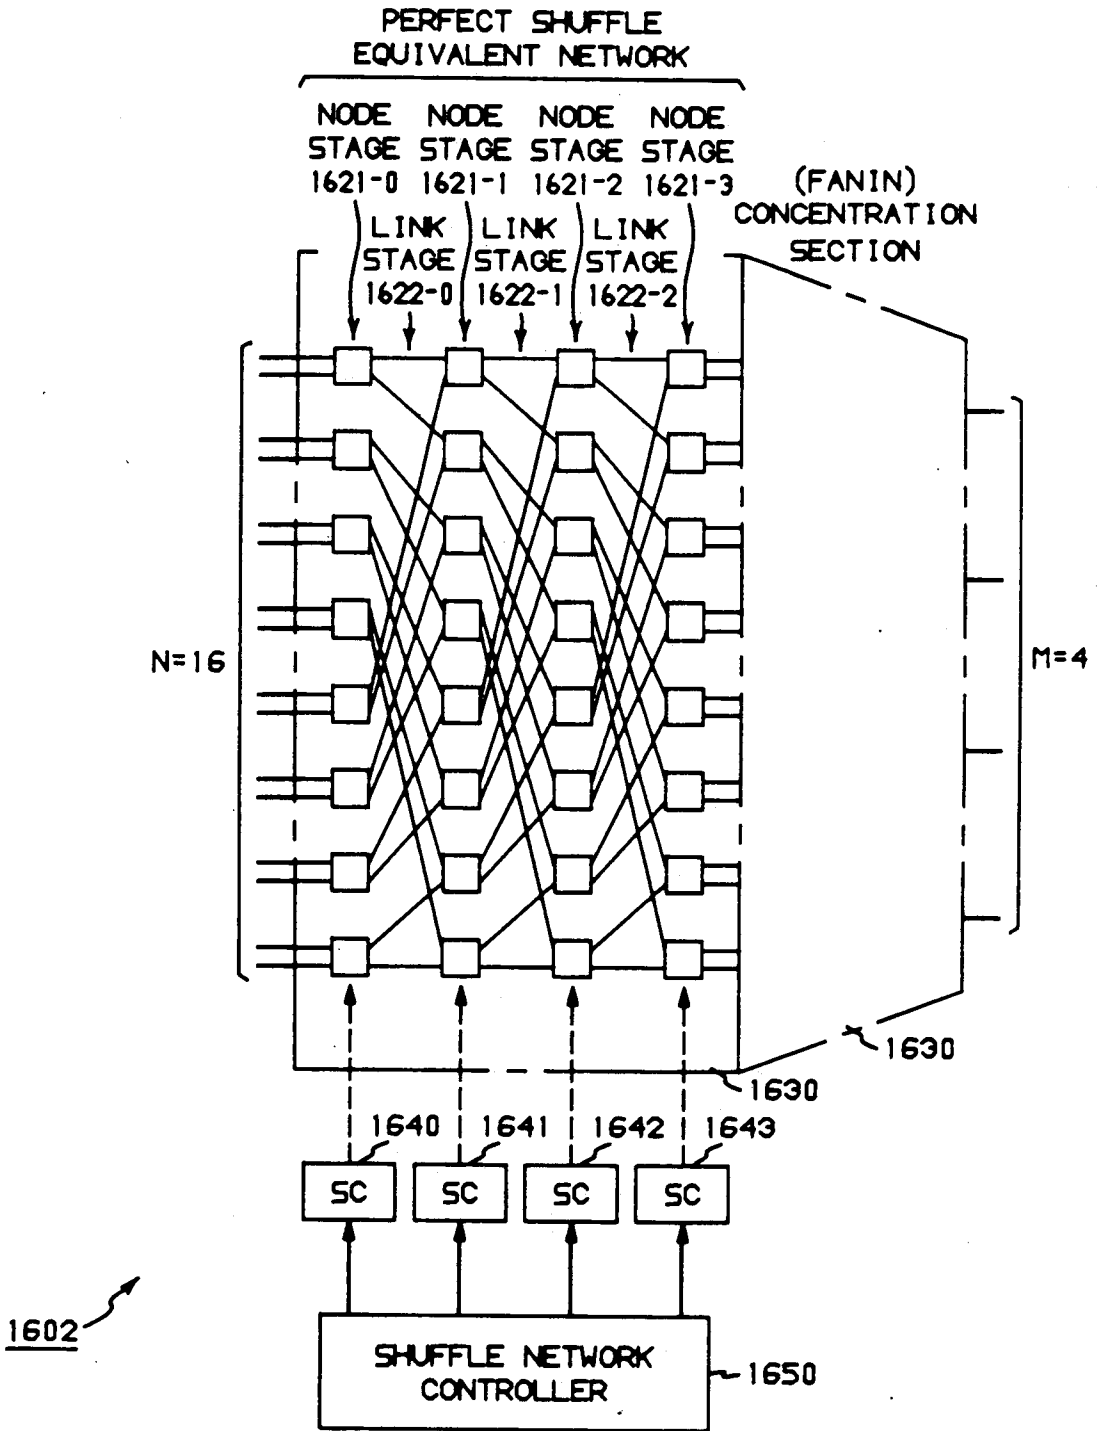 PERFECT SHUFFLE
EQUIVALENT NETWORK
NODE NODE NODE NODE
STAGE STAGE STAGE STAGE
1621-0 1621-1 1621-2 1621-3
LINK LINK LINK
STAGE STAGE STAGE
1622-0 1622-1 1622-2
(FANIN)
CONCENTRATION
SECTION
N=16
M=4
1630
1630
1640 1641 1642 1643
SC SC SC SC
1602
SHUFFLE NETWORK
CONTROLLER
1650